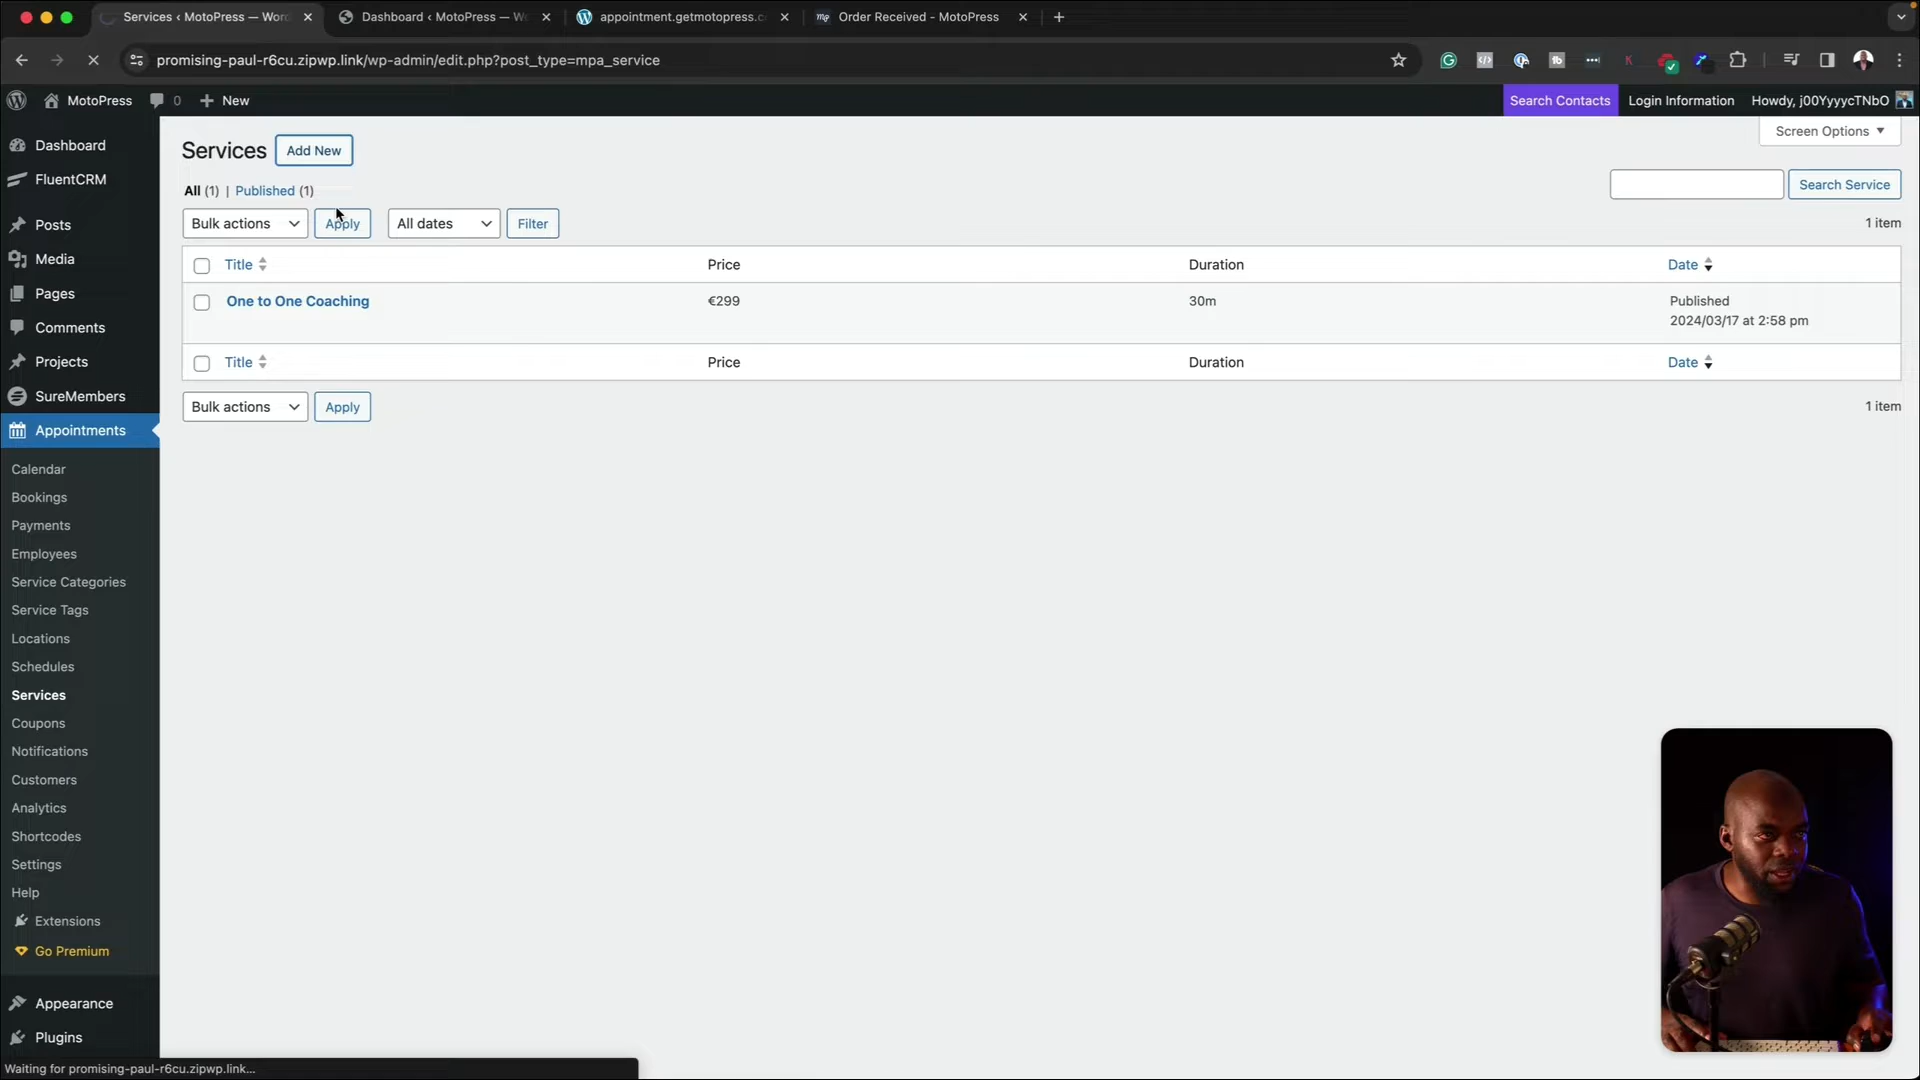 Services ‹ MotoPress — Word
Dashboard ‹ MotoPress — W
appointment.getmotopress.c
Order Received - MotoPress
promising-paul-r6cu.zipwp.link/wp-admin/edit.php?post_type=mpa_service
MotoPress
0
New
Search Contacts
Login Information
Howdy, j00YyyycTNbO
Dashboard
FluentCRM
Posts
Media
Pages
Comments
Projects
SureMembers
Appointments
Calendar
Bookings
Payments
Employees
Service Categories
Service Tags
Locations
Schedules
Services
Coupons
Notifications
Customers
Analytics
Shortcodes
Settings
Help
Extensions
Go Premium
Appearance
Plugins
Services
Add New
Screen Options
All (1) | Published (1)
Search Service
Bulk actions
Apply
All dates
Filter
1 item
Title
Price
Duration
Date
One to One Coaching
€299
30m
Published
2024/03/17 at 2:58 pm
Title
Price
Duration
Date
Bulk actions
Apply
1 item
Waiting for promising-paul-r6cu.zipwp.link...